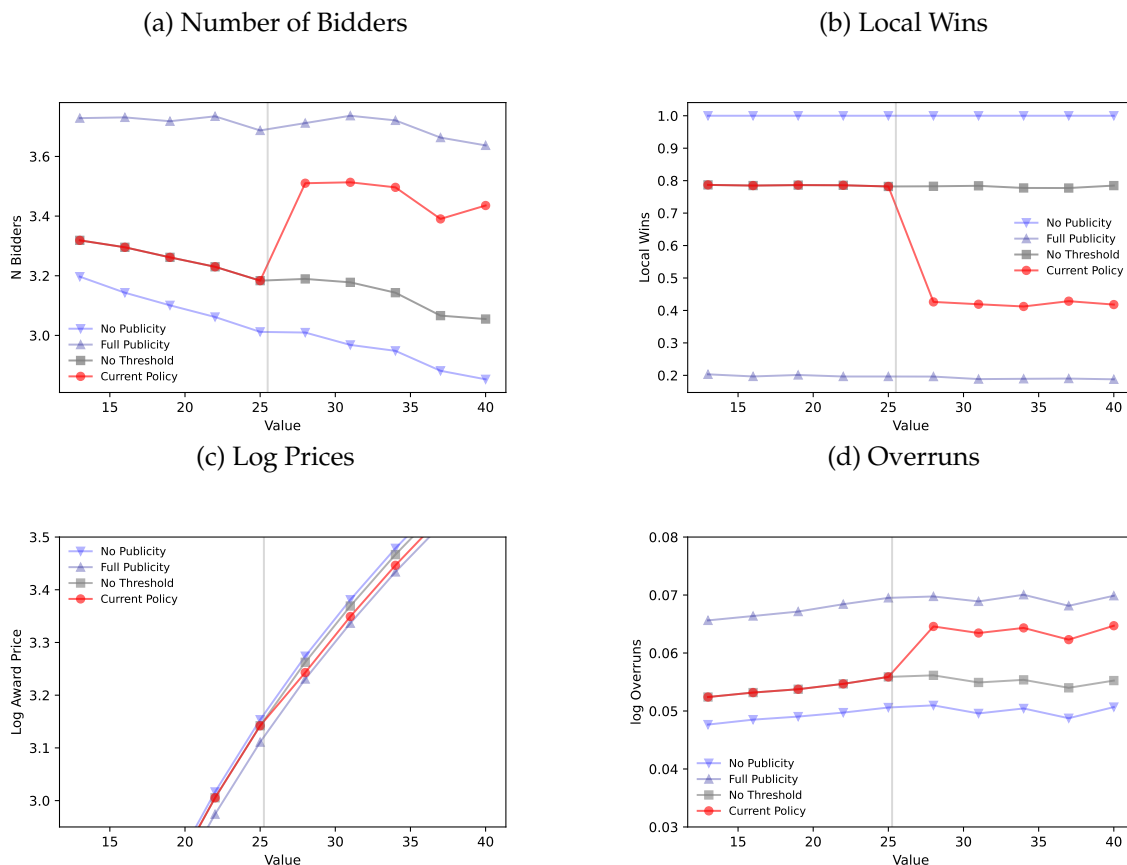 (a) Number of Bidders
3.6
3.4
3.2
3.0
N Bidders
No Publicity
Full Publicity
No Threshold
Current Policy
15 20 25 30 35 40
Value
(b) Local Wins
1.0
0.9
0.8
0.7
0.6
0.5
0.4
0.3
0.2
Local Wins
No Publicity
Full Publicity
No Threshold
Current Policy
15 20 25 30 35 40
Value
(c) Log Prices
3.5
3.4
3.3
3.2
3.1
3.0
Log Award Price
No Publicity
Full Publicity
No Threshold
Current Policy
15 20 25 30 35 40
Value
(d) Overruns
0.08
0.07
0.06
0.05
0.04
0.03
log Overruns
No Publicity
Full Publicity
No Threshold
Current Policy
15 20 25 30 35 40
Value